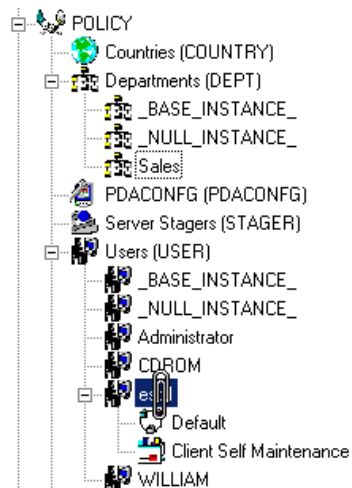 POLICY
Countries (COUNTRY)
Departments (DEPT)
_BASE_INSTANCE_
_NULL_INSTANCE_
Sales
PDACONFG (PDACONFG)
Server Stagers (STAGER)
Users (USER)
_BASE_INSTANCE_
_NULL_INSTANCE_
Administrator
CDROM
Default
Client Self Maintenance
WILLIAM